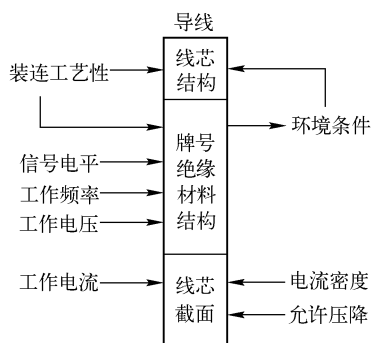 导线
装连工艺性
线芯
结构
环境条件
牌号
绝缘
材料
结构
信号电平
工作频率
工作电压
工作电流
线芯
截面
电流密度
允许压降